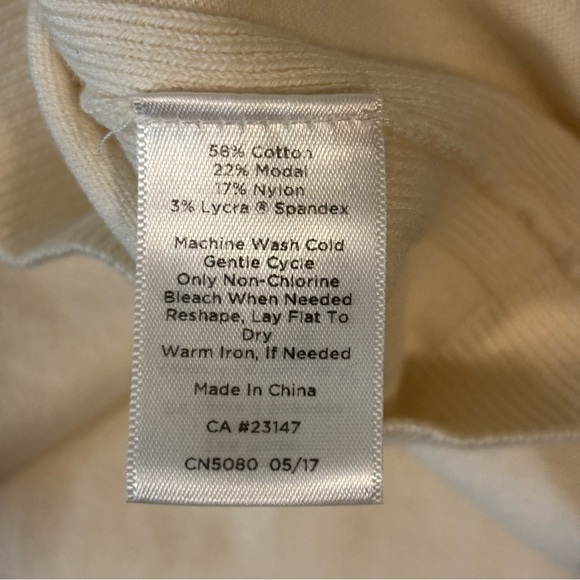 58% Cotton
22% Modal
17% Nylon
3% Lycra ® Spandex
Machine Wash Cold
Gentle Cycle
Only Non-Chlorine
Bleach When Needed
Reshape, Lay Flat To
Dry
Warm Iron, If Needed
Made In China
CA #23147
CN5080 05/17